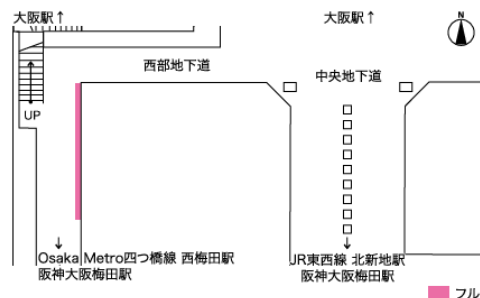 大阪駅↑
大阪駅↑
N
西部地下道
中央地下道
UP
↓
Osaka Metro四つ橋線 西梅田駅
阪神大阪梅田駅
↓
JR東西線 北新地駅
阪神大阪梅田駅
フル